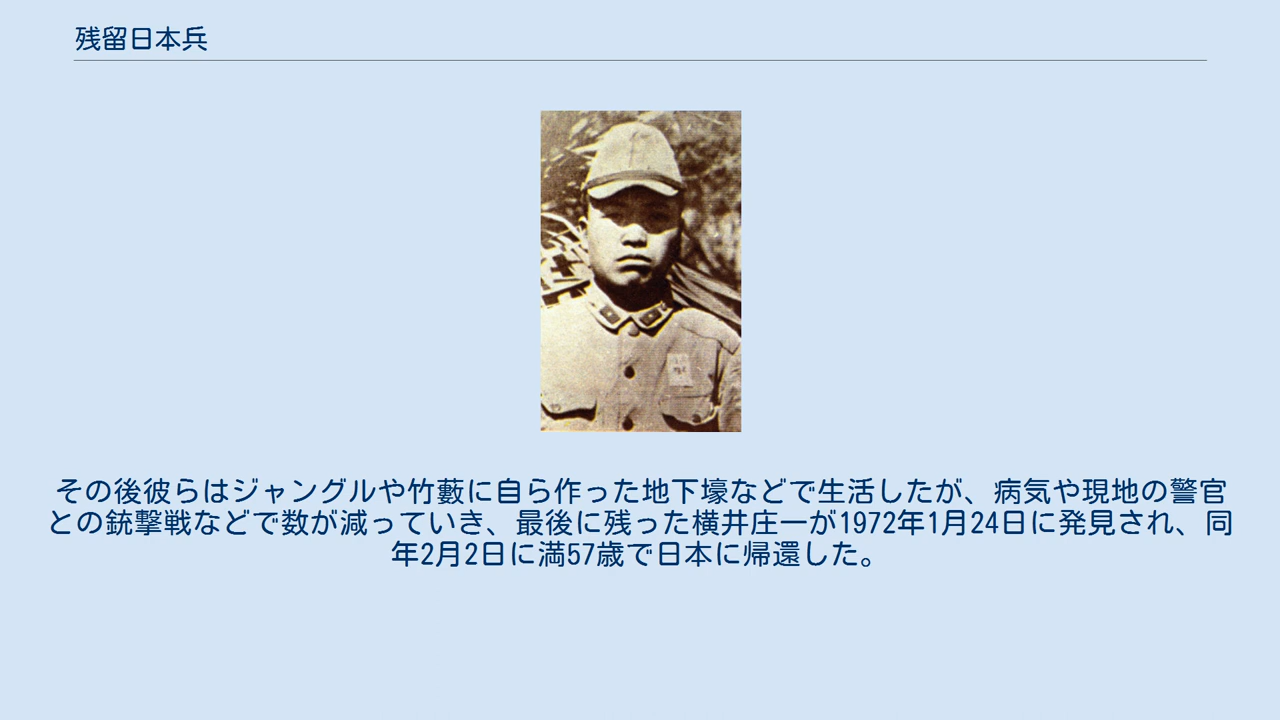 残留日本兵
その後彼らはジャングルや竹藪に自ら作った地下壕などで生活したが、病気や現地の警官
との銃撃戦などで数が減っていき、最後に残った横井庄一が1972年1月24日に発見され、同
年2月2日に満57歳で日本に帰還した。